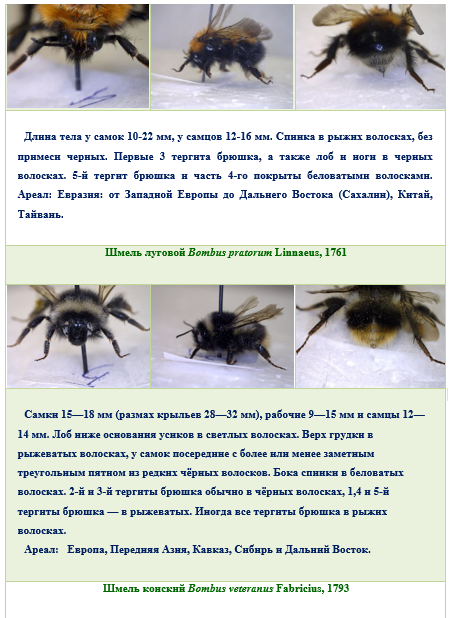 Длина тела у самок 10-22 мм, у самцов 12-16 мм. Спинка в рыжих волосках, без
примеси черных. Первые 3 тергита брюшка, а также лоб и ноги в черных
волосках. 5-й тергит брюшка и часть 4-го покрыты беловатыми волосками.
Ареал: Евразия: от Западной Европы до Дальнего Востока (Сахалин), Китай,
Тайвань.
Шмель луговой Bombus pratorum Linnaeus, 1761
Самки 15—18 мм (размах крыльев 28—32 мм), рабочие 9—15 мм и самцы 12—
14 мм. Лоб ниже основания усиков в светлых волосках. Верх грудки в
рыжеватых волосках, у самок посередине с более или менее заметным
треугольным пятном из редких чёрных волосков. Бока спинки в беловатых
волосках. 2-й и 3-й тергиты брюшка обычно в чёрных волосках, 1,4 и 5-й
тергиты брюшка — в рыжеватых. Иногда все тергиты брюшка в рыжих
волосках.
Ареал: Европа, Передняя Азия, Кавказ, Сибирь и Дальний Восток.
Шмель конский Bombus veteranus Fabricius, 1793